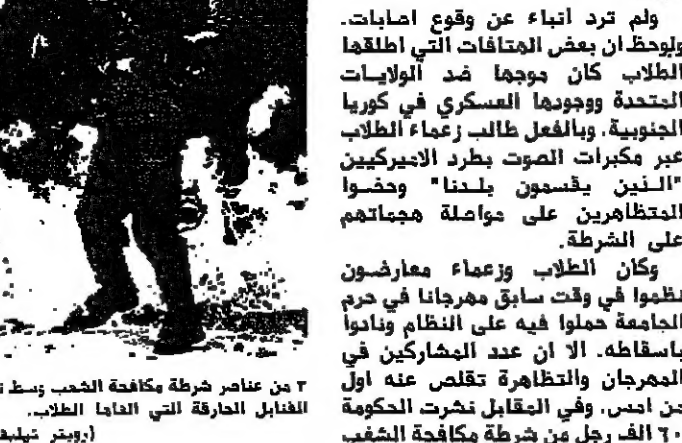 ولم ترد انباء عن وقوع اصابات.
ولوحظ ان بعض الهتافات التي اطلقها
الطلاب كان موجها ضد الولايات
المتحدة ووجودها العسكري في كوريا
الجنوبية. وبالفعل طالب زعماء الطلاب
عبر مكبرات الصوت بطرد الاميركيين
"الذين يقسمون بلدنا" وحضوا
المتظاهرين على مواصلة هجماتهم
على الشرطة.
وكان الطلاب وزعماء معارضون
نظموا في وقت سابق مهرجانا في حرم
الجامعة حملوا فيه على النظام ونادوا
باسقاطه. الا ان عدد المشاركين في
المهرجان والتظاهرة تقلص عنه اول
من امس. وفي المقابل نشرت الحكومة
الف رجل من شرطة مكافحة الشغب
٣ من عناصر شرطة مكافحة الشغب وسط
القنابل الحارقة التي القاها الطلاب.
(رويتر